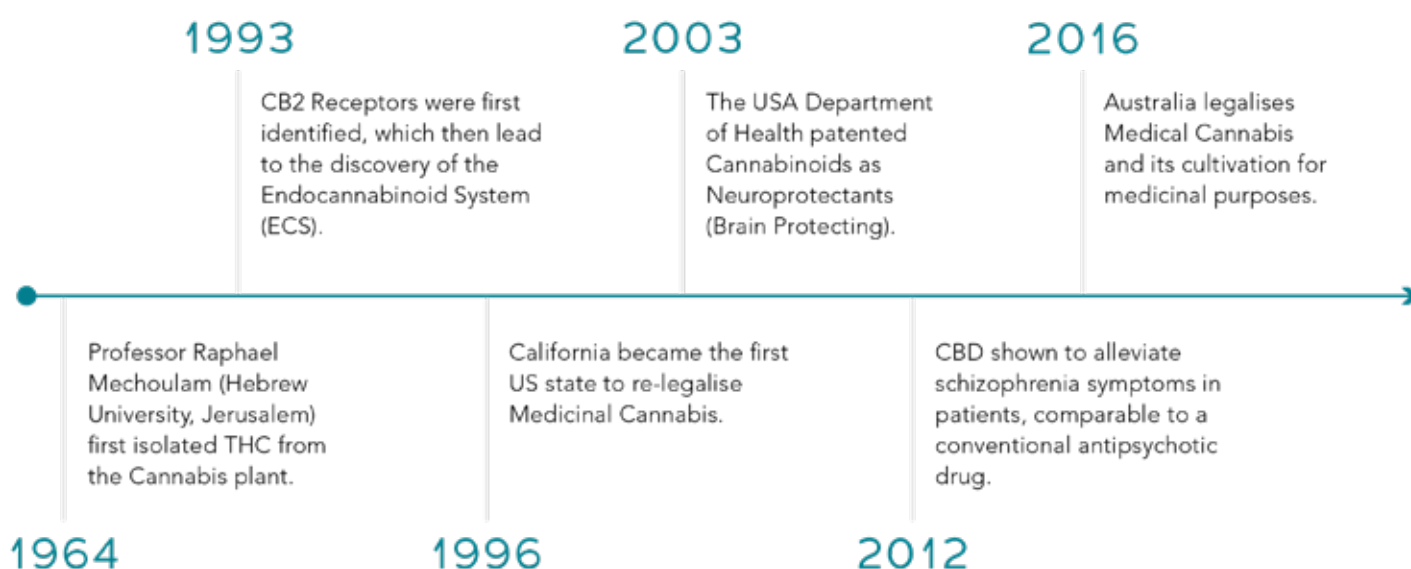 1993
CB2 Receptors were first
identified, which then lead
to the discovery of the
Endocannabinoid System
(ECS).
2003
The USA Department
of Health patented
Cannabinoids as
Neuroprotectants
(Brain Protecting).
2016
Australia legalises
Medical Cannabis
and its cultivation for
medicinal purposes.
Professor Raphael
Mechoulam (Hebrew
University, Jerusalem)
first isolated THC from
the Cannabis plant.
1964
California became the first
US state to re-legalise
Medicinal Cannabis.
1996
CBD shown to alleviate
schizophrenia symptoms in
patients, comparable to a
conventional antipsychotic
drug.
2012